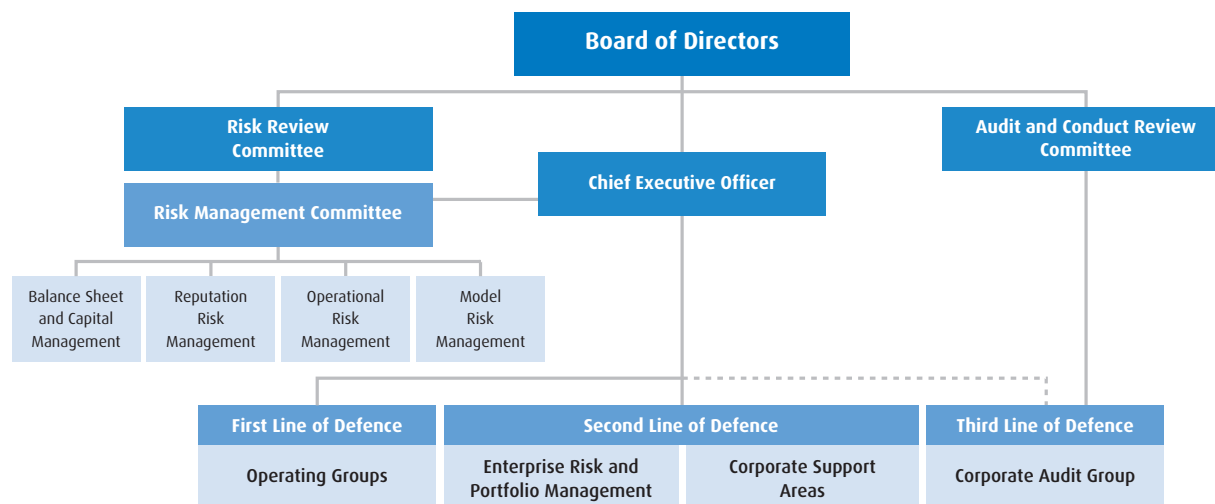 Board of Directors
Risk Review
Committee
Audit and Conduct Review
Committee
Chief Executive Officer
Risk Management Committee
Balance Sheet
and Capital
Management
Reputation
Risk
Management
Operational
Risk
Management
Model
Risk
Management
First Line of Defence
Second Line of Defence
Third Line of Defence
Operating Groups
Enterprise Risk and
Portfolio Management
Corporate Support
Areas
Corporate Audit Group